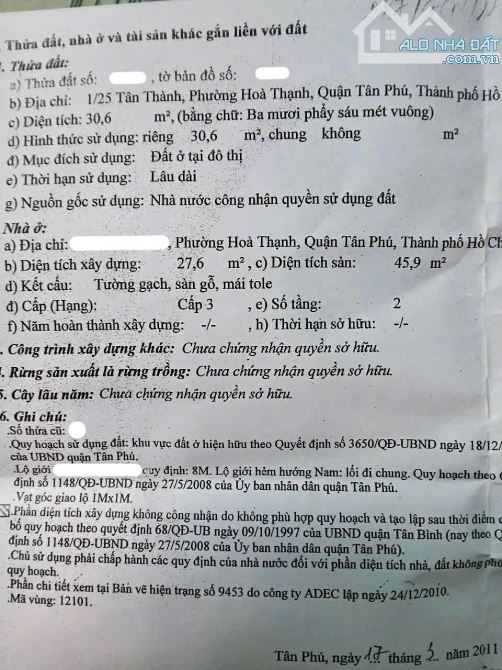 ALO NHÀ ĐẤT
.com.vn
Thửa đất, nhà ở và tài sản khác gắn liền với đất
. Thửa đất:
a) Thửa đất số: , tờ bản đồ số:
b) Địa chỉ: 1/25 Tân Thành, Phường Hoà Thạnh, Quận Tân Phú, Thành phố Hồ
c) Diện tích: 30,6 m², (bằng chữ: Ba mươi phẩy sáu mét vuông)
d) Hình thức sử dụng: riêng 30,6 m², chung không m²
đ) Mục đích sử dụng: Đất ở tại đô thị
e) Thời hạn sử dụng: Lâu dài
g) Nguồn gốc sử dụng: Nhà nước công nhận quyền sử dụng đất
Nhà ở:
a) Địa chỉ: , Phường Hoà Thạnh, Quận Tân Phú, Thành phố Hồ Ch
b) Diện tích xây dựng: 27,6 m² , c) Diện tích sàn: 45,9 m²
d) Kết cấu: Tường gạch, sàn gỗ, mái tole
đ) Cấp (Hạng): Cấp 3 , e) Số tầng: 2
f) Năm hoàn thành xây dựng: -/- , h) Thời hạn sở hữu: -/-
. Công trình xây dựng khác: Chưa chứng nhận quyền sở hữu.
. Rừng sản xuất là rừng trồng: Chưa chứng nhận quyền sở hữu.
5. Cây lâu năm: Chưa chứng nhận quyền sở hữu.
6. Ghi chú:
.Số thửa cũ:
.Quy hoạch sử dụng đất: khu vực đất ở hiện hữu theo Quyết định số 3650/QĐ-UBND ngày 18/12/
của UBND quận Tân Phú.
.Lộ giới quy định: 8M. Lộ giới hẻm hướng Nam: lối đi chung. Quy hoạch theo
định số 1148/QĐ-UBND ngày 27/5/2008 của Ủy ban nhân dân quận Tân Phú.
.Vạt góc giao lộ 1Mx1M.
.Phần diện tích xây dựng không công nhận do không phù hợp quy hoạch và tạo lập sau thời điểm
bố quy hoạch theo quyết định 68/QĐ-UB ngày 09/10/1997 của UBND quận Tân Bình (nay theo Q
định số 1148/QĐ-UBND ngày 27/5/2008 của Ủy ban nhân dân quận Tân Phú).
.Chủ sử dụng phải chấp hành các quy định của nhà nước đối với phần diện tích nhà, đất không phù
quy hoạch.
.Phần chi tiết xem tại Bản vẽ hiện trạng số 9453 do công ty ADEC lập ngày 24/12/2010.
.Mã vùng: 12101.
Tân Phú, ngày 17 tháng 3 năm 2011